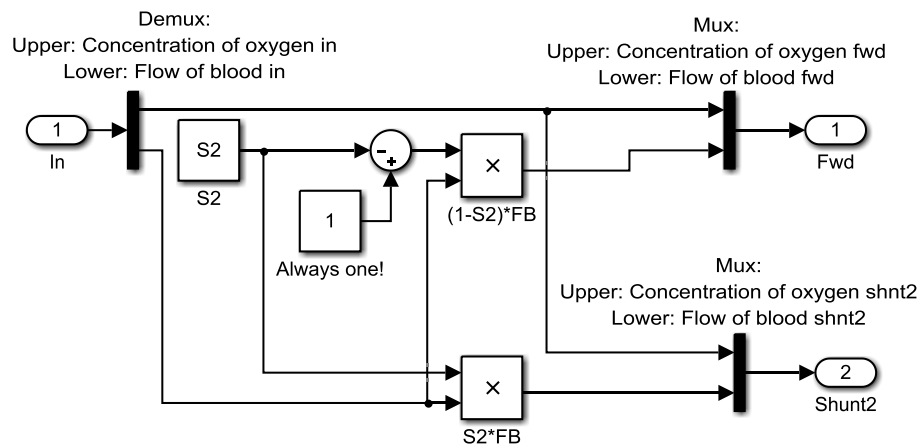 Demux:
Upper: Concentration of oxygen in
Lower: Flow of blood in
Mux:
Upper: Concentration of oxygen fwd
Lower: Flow of blood fwd
1
In
S2
S2
-
+
1
Always one!
×
(1-S2)*FB
1
Fwd
Mux:
Upper: Concentration of oxygen shnt2
Lower: Flow of blood shnt2
×
S2*FB
2
Shunt2